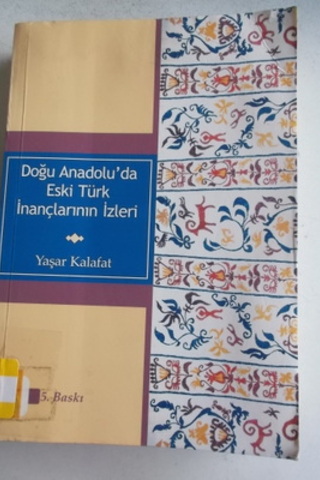 Doğu Anadolu'da
Eski Türk
İnançlarının İzleri
Yaşar Kalafat
5. Baskı